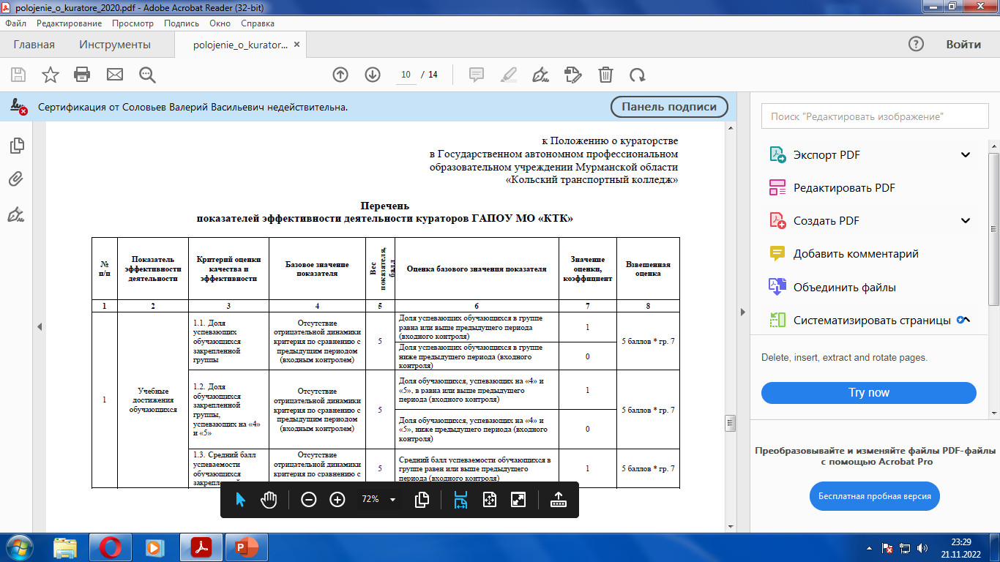 polojenie_o_kuratore_2020.pdf - Adobe Acrobat Reader (32-bit)
Файл Редактирование Просмотр Подпись Окно Справка
Главная Инструменты polojenie_o_kurator... × Войти
10 / 14
Сертификация от Соловьев Валерий Васильевич недействительна.
Панель подписи
к Положению о кураторстве
в Государственном автономном профессиональном
образовательном учреждении Мурманской области
«Кольский транспортный колледж»
Перечень
показателей эффективности деятельности кураторов ГАПОУ МО «КТК»
№
п/п
Показатель
эффективности
деятельности
Критерий оценки
качества и
эффективности
Базовое значение
показателя
Вес
показателя,
балл
Оценка базового значения показателя
Значение
оценки,
коэффициент
Взвешенная
оценка
1 2 3 4 5 6 7 8
1
Учебные
достижения
обучающихся
1.1. Доля
успевающих
обучающихся
закрепленной
группы
Отсутствие
отрицательной динамики
критерия по сравнению с
предыдущим периодом
(входным контролем)
5
Доля успевающих обучающихся в группе
равна или выше предыдущего периода
(входного контроля)
1
Доля успевающих обучающихся в группе
ниже предыдущего периода (входного
контроля)
0
5 баллов * гр. 7
1.2. Доля
обучающихся
закрепленной
группы,
успевающих на «4»
и «5»
Отсутствие
отрицательной динамики
критерия по сравнению с
предыдущим периодом
(входным контролем)
5
Доля обучающихся, успевающих на «4» и
«5», в равна или выше предыдущего
периода (входного контроля)
1
Доля обучающихся, успевающих на «4» и
«5», ниже предыдущего периода (входного
контроля)
0
5 баллов * гр. 7
1.3. Средний балл
успеваемости
обучающихся
Отсутствие
отрицательной динамики
критерия по сравнению с
5
Средний балл успеваемости обучающихся в
группе равен или выше предыдущего
периода (входного контроля)
1
5 баллов * гр. 7
72%
Поиск "Редактировать изображение"
Экспорт PDF
Редактировать PDF
Создать PDF
Добавить комментарий
Объединить файлы
Систематизировать страницы
Delete, insert, extract and rotate pages.
Try now
Преобразовывайте и изменяйте файлы PDF-файлы
с помощью Acrobat Pro
Бесплатная пробная версия
23:29
21.11.2022